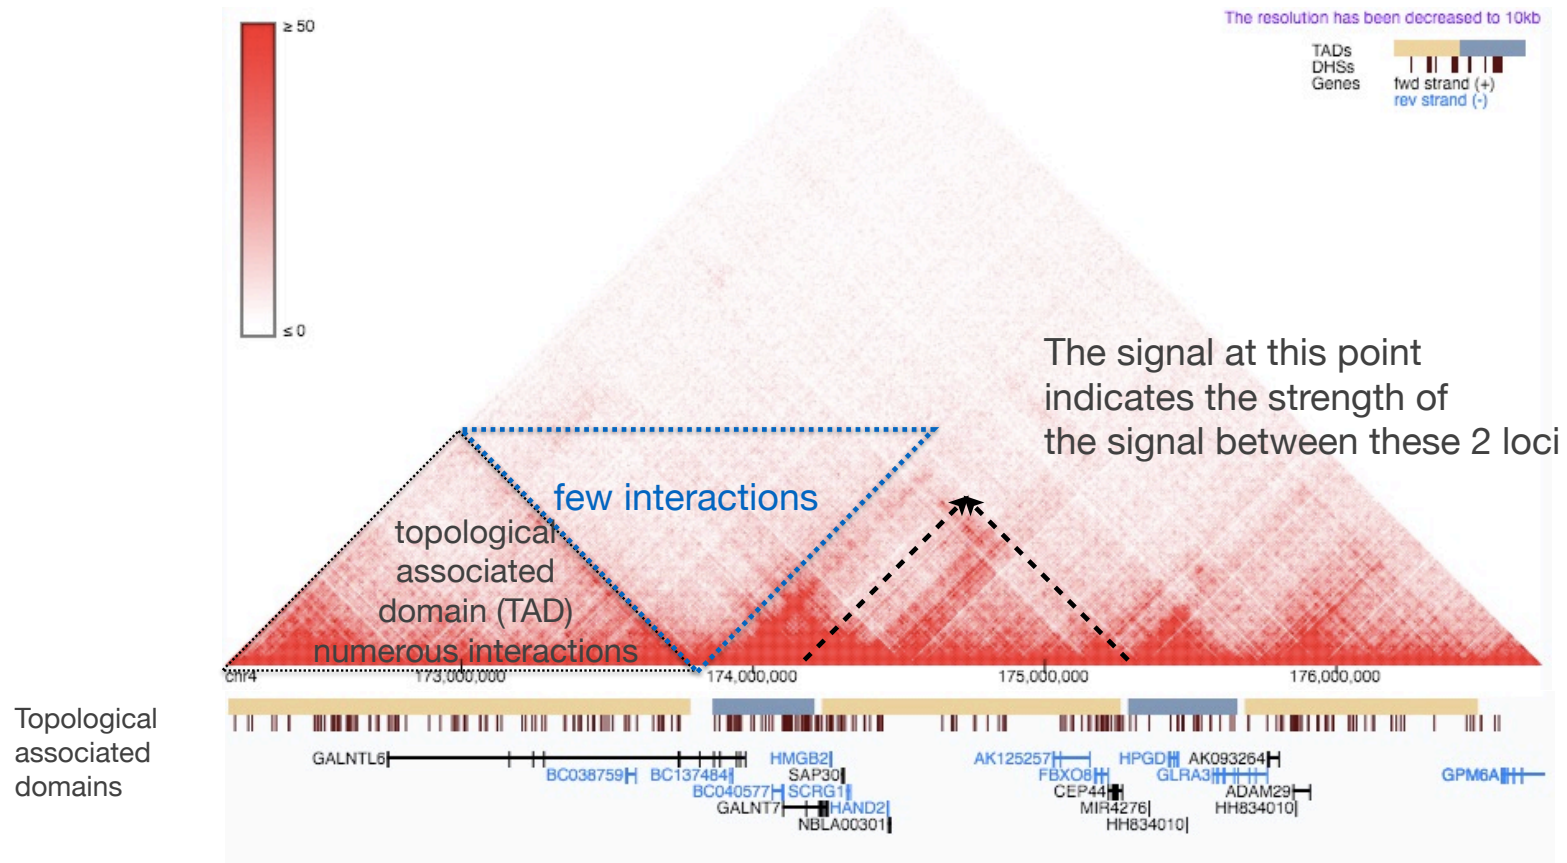 The resolution has been decreased to 10kb
≥ 50
TADs
DHSs
Genes
fwd strand (+)
rev strand (-)
≤ 0
The signal at this point
indicates the strength of
the signal between these 2 loci
few interactions
topological
associated
domain (TAD)
numerous interactions
chr4
173,000,000
174,000,000
175,000,000
176,000,000
Topological
associated
domains
GALNTL6
HMGB2
AK125257
HPGD
AK093264
BC038759
BC137484
SAP30
FBXO8
GLRA3
GPM6A
BC040577
SCRG1
CEP44
ADAM29
GALNT7
HAND2
MIR4276
HH834010
NBLA00301
HH834010